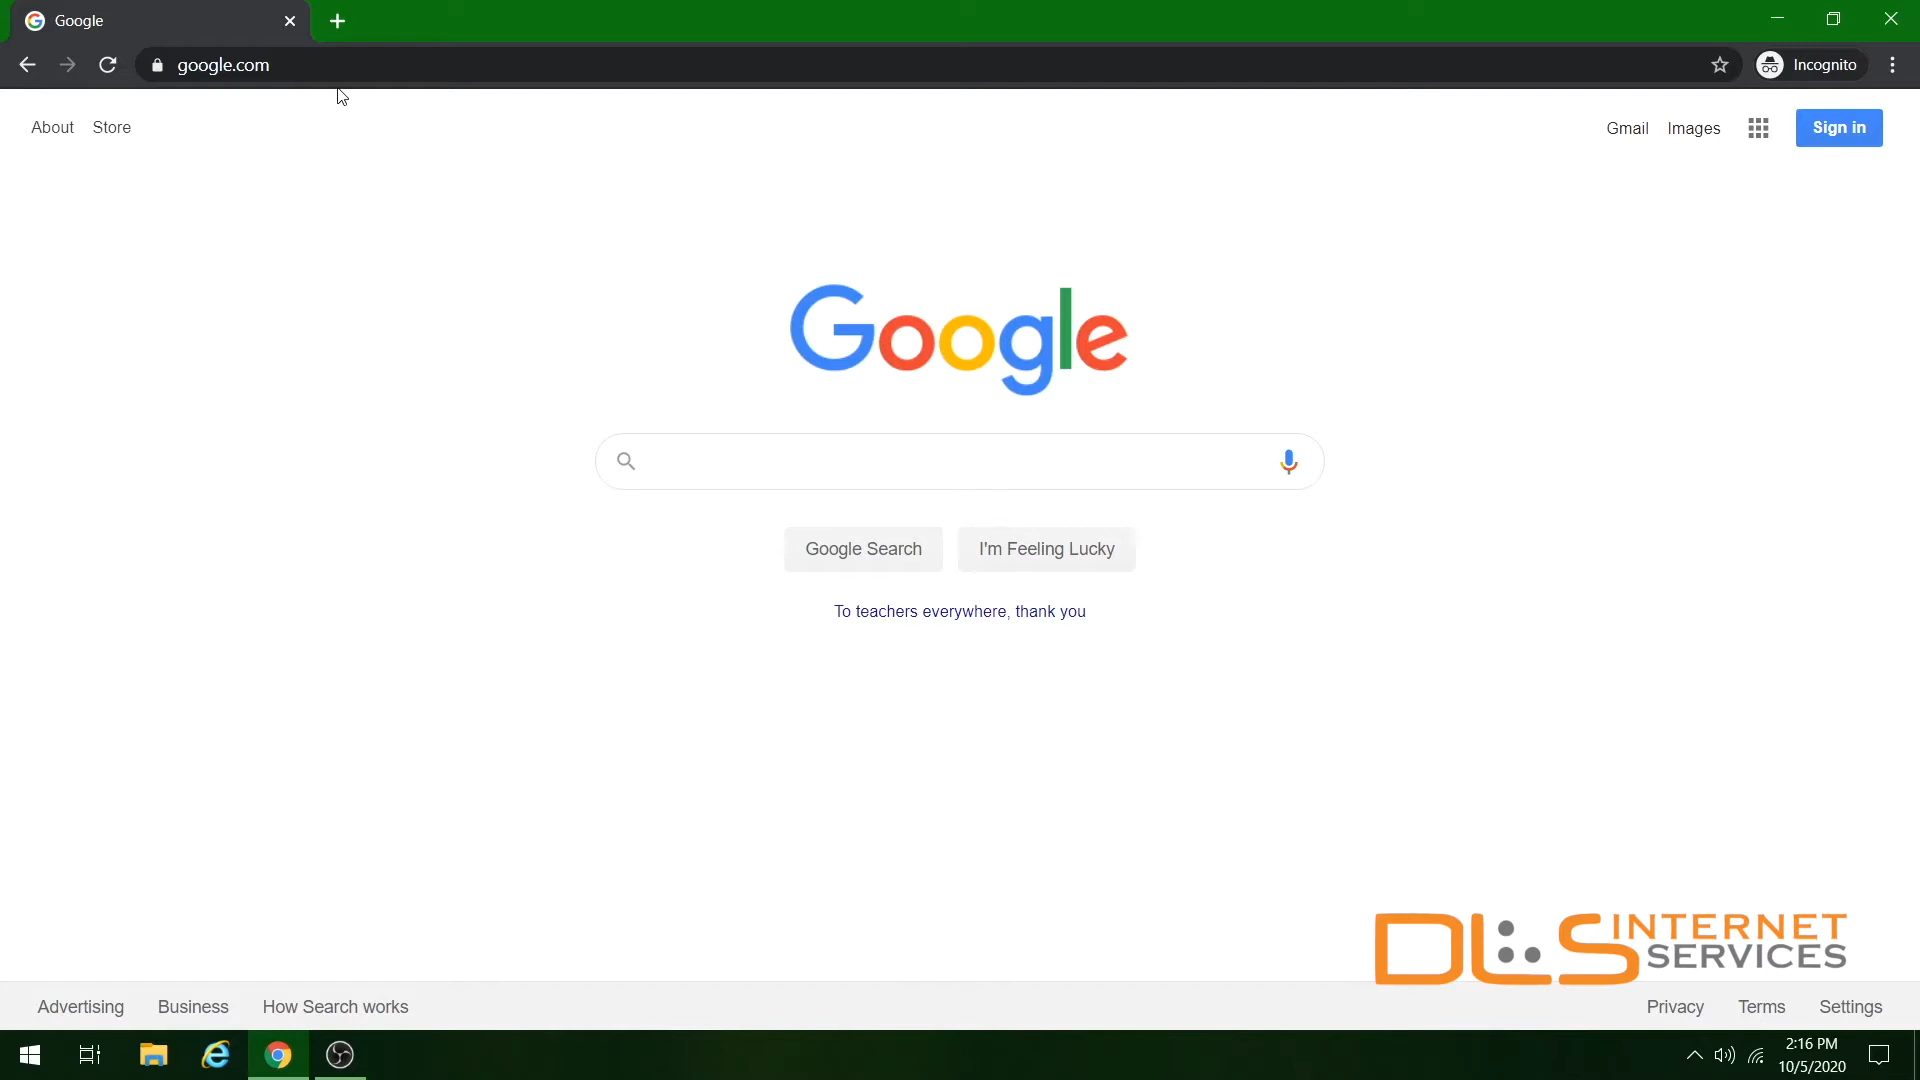 Google
google.com
Incognito
About Store
Gmail Images Sign in
Google
Google Search I'm Feeling Lucky
To teachers everywhere, thank you
DLS INTERNET
SERVICES
Advertising Business How Search works
Privacy Terms Settings
2:16 PM
10/5/2020